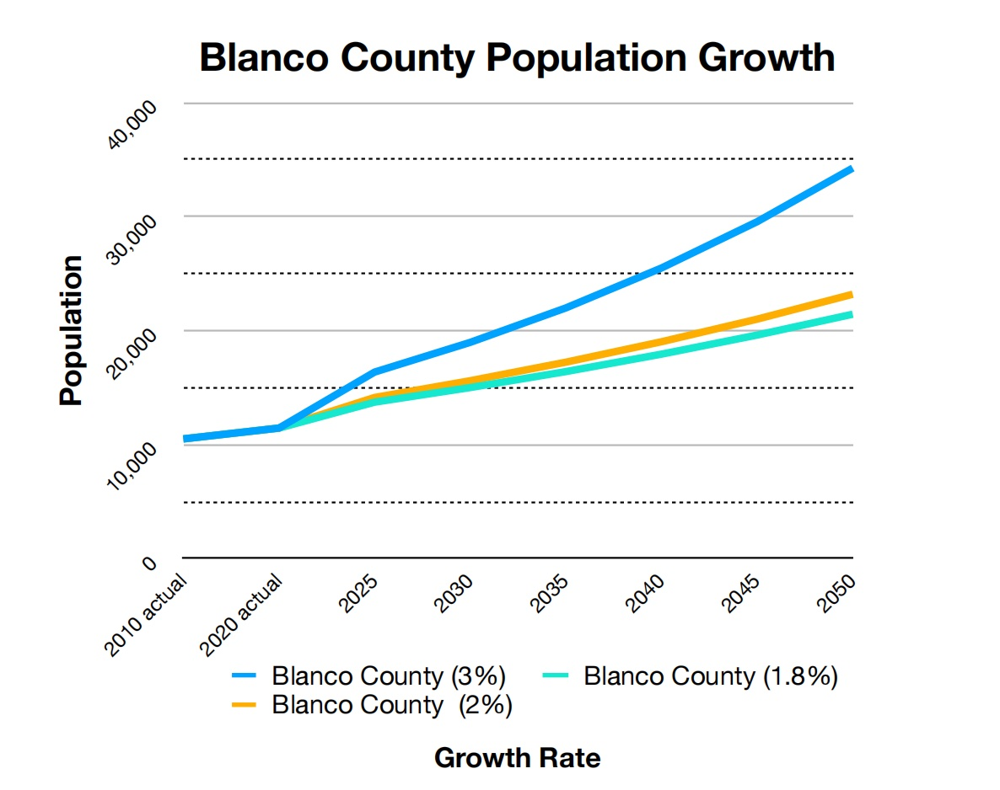 Blanco County Population Growth
40,000
30,000
20,000
10,000
0
Population
2010 actual
2020 actual
2025
2030
2035
2040
2045
2050
Blanco County (3%)
Blanco County (1.8%)
Blanco County  (2%)
Growth Rate